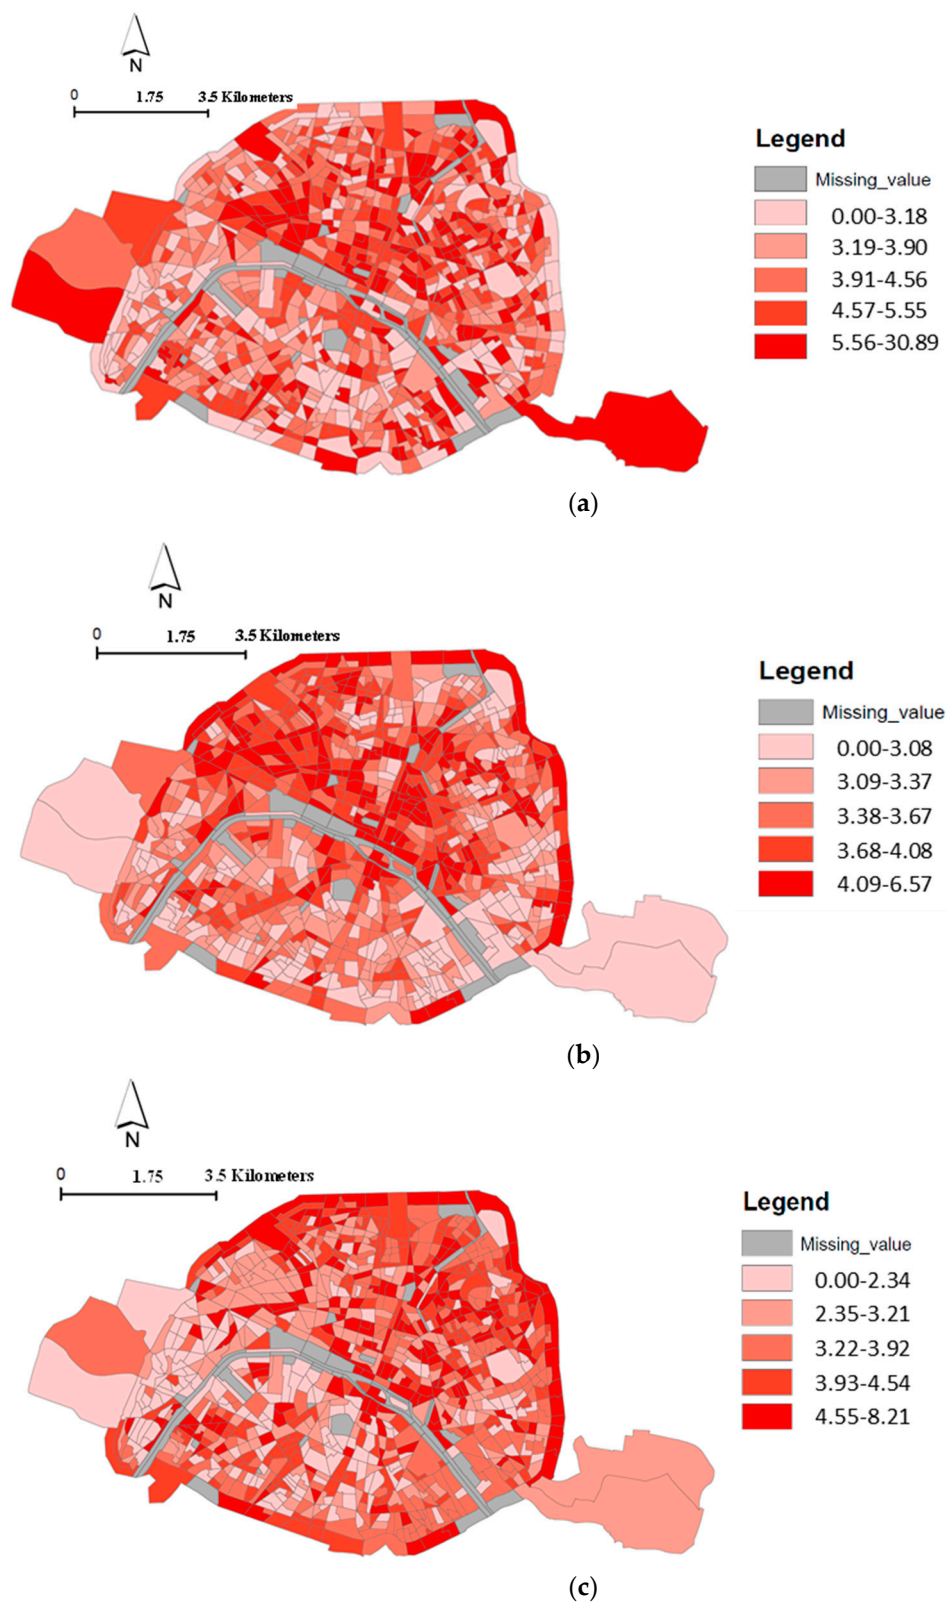 N
0 1.75 3.5 Kilometers
Legend
Missing_value
0.00-3.18
3.19-3.90
3.91-4.56
4.57-5.55
5.56-30.89
(a)
N
0 1.75 3.5 Kilometers
Legend
Missing_value
0.00-3.08
3.09-3.37
3.38-3.67
3.68-4.08
4.09-6.57
(b)
N
0 1.75 3.5 Kilometers
Legend
Missing_value
0.00-2.34
2.35-3.21
3.22-3.92
3.93-4.54
4.55-8.21
(c)